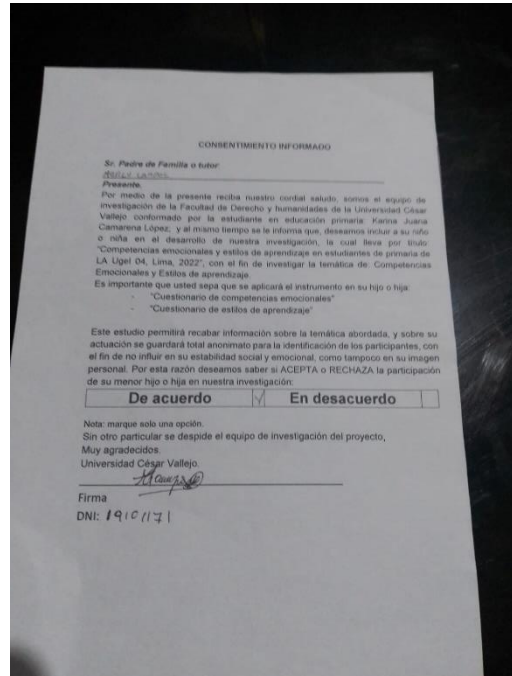 CONSENTIMIENTO INFORMADO
Sr. Padre de Familia o tutor
Presente.
Por medio de la presente reciba nuestro cordial saludo, somos el equipo de
investigación de la Facultad de Derecho y humanidades de la Universidad César
Vallejo conformado por la estudiante en educación primaria: Karina Juana
Camarena López; y al mismo tiempo se le informa que, deseamos incluir a su niño
o niña en el desarrollo de nuestra investigación, la cual lleva por título
"Competencias emocionales y estilos de aprendizaje en estudiantes de primaria de
LA Ugel 04, Lima, 2022", con el fin de investigar la temática de: Competencias
Emocionales y Estilos de aprendizaje.
Es importante que usted sepa que se aplicará el instrumento en su hijo o hija:
- "Cuestionario de competencias emocionales"
- "Cuestionario de estilos de aprendizaje"
Este estudio permitirá recabar información sobre la temática abordada, y sobre su
actuación se guardará total anonimato para la identificación de los participantes, con
el fin de no influir en su estabilidad social y emocional, como tampoco en su imagen
personal. Por esta razón deseamos saber si ACEPTA o RECHAZA la participación
de su menor hijo o hija en nuestra investigación:
De acuerdo En desacuerdo
Nota: marque solo una opción.
Sin otro particular se despide el equipo de investigación del proyecto,
Muy agradecidos.
Universidad César Vallejo.
Firma
DNI: